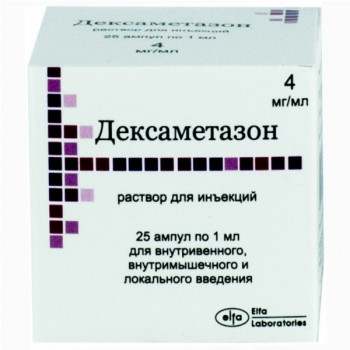 Дексаметазон
раствор для инъекций
25 ампул по 1 мл
4
мг/мл
4
мг/мл
Дексаметазон
раствор для инъекций
25 ампул по 1 мл
для внутривенного,
внутримышечного и
локального введения
elfa
Elfa
Laboratories